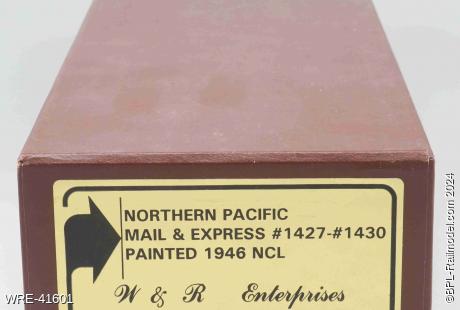 NORTHERN PACIFIC
MAIL & EXPRESS #1427-#1430
PAINTED 1946 NCL
W & R Enterprises
WRE-41601
©BPL-Railmodel.com 2024